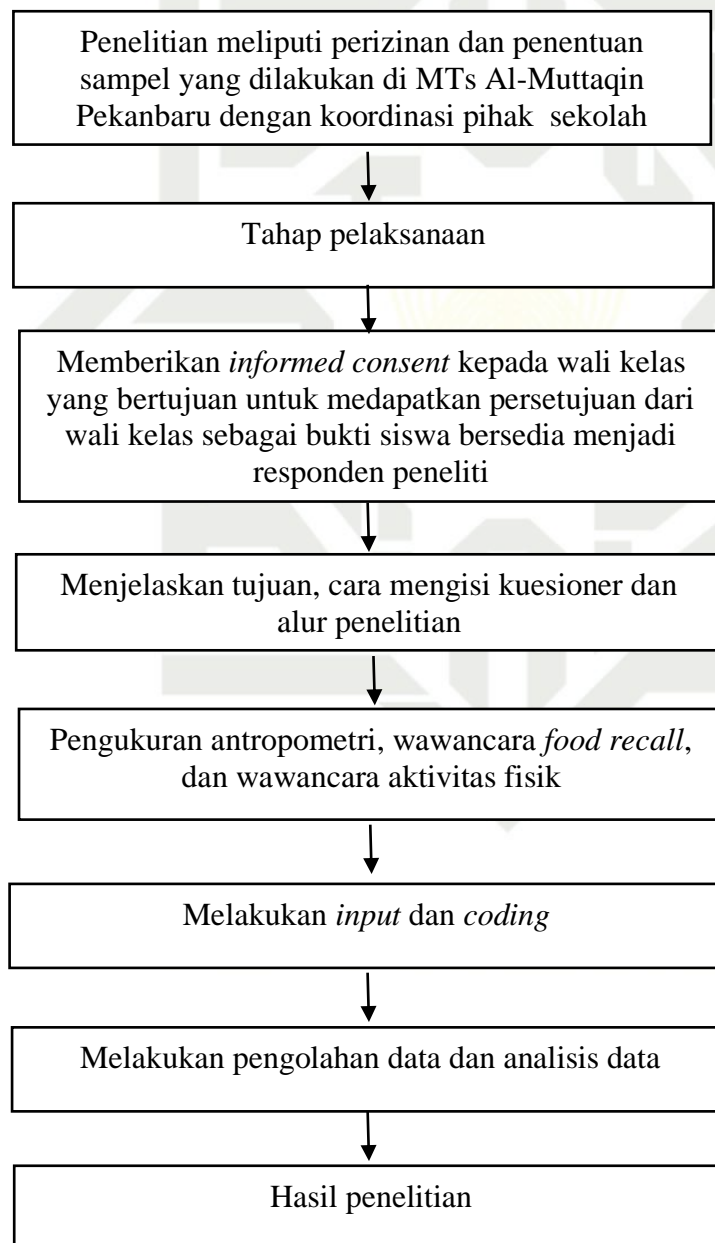 Penelitian meliputi perizinan dan penentuan
sampel yang dilakukan di MTs Al-Muttaqin
Pekanbaru dengan koordinasi pihak sekolah
Tahap pelaksanaan
Memberikan informed consent kepada wali kelas
yang bertujuan untuk medapatkan persetujuan dari
wali kelas sebagai bukti siswa bersedia menjadi
responden peneliti
Menjelaskan tujuan, cara mengisi kuesioner dan
alur penelitian
Pengukuran antropometri, wawancara food recall,
dan wawancara aktivitas fisik
Melakukan input dan coding
Melakukan pengolahan data dan analisis data
Hasil penelitian